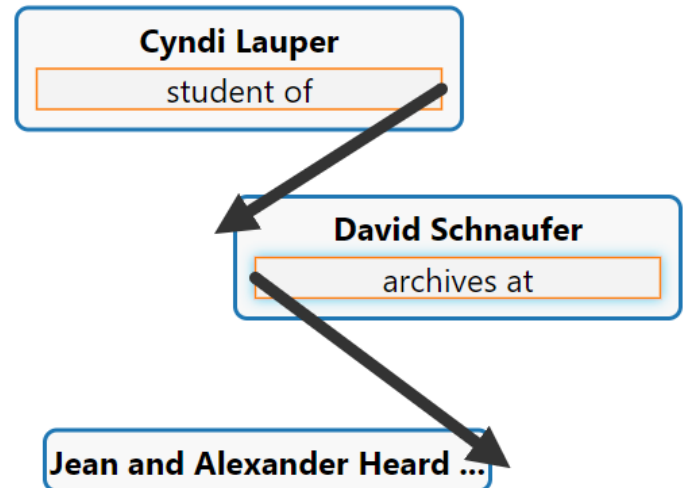 Cyndi Lauper
student of
David Schnaufer
archives at
Jean and Alexander Heard ...